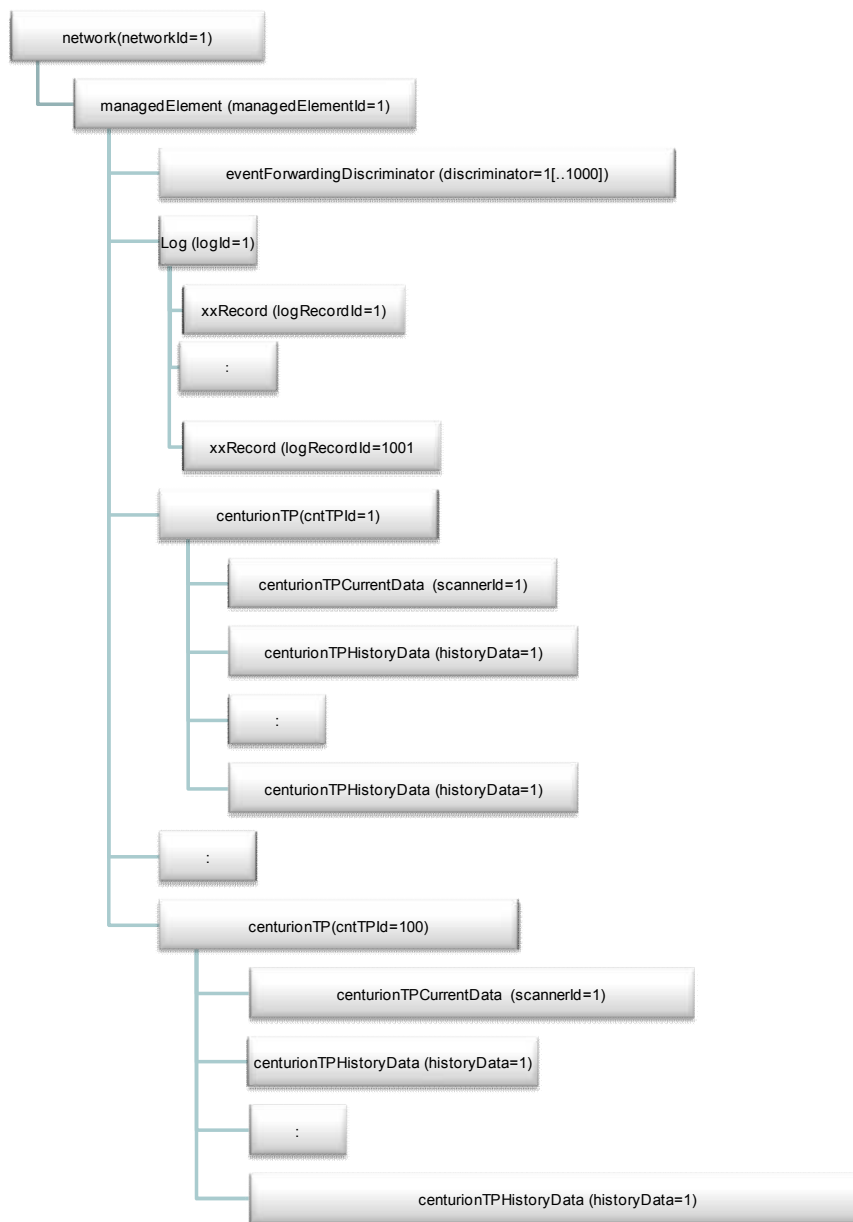 network(networkId=1)
managedElement (managedElementId=1)
eventForwardingDiscriminator (discriminator=1[..1000])
Log (logId=1)
xxRecord (logRecordId=1)
:
xxRecord (logRecordId=1001
centurionTP(cntTPId=1)
centurionTPCurrentData  (scannerId=1)
centurionTPHistoryData (historyData=1)
:
centurionTPHistoryData (historyData=1)
:
centurionTP(cntTPId=100)
centurionTPCurrentData  (scannerId=1)
centurionTPHistoryData (historyData=1)
:
centurionTPHistoryData (historyData=1)